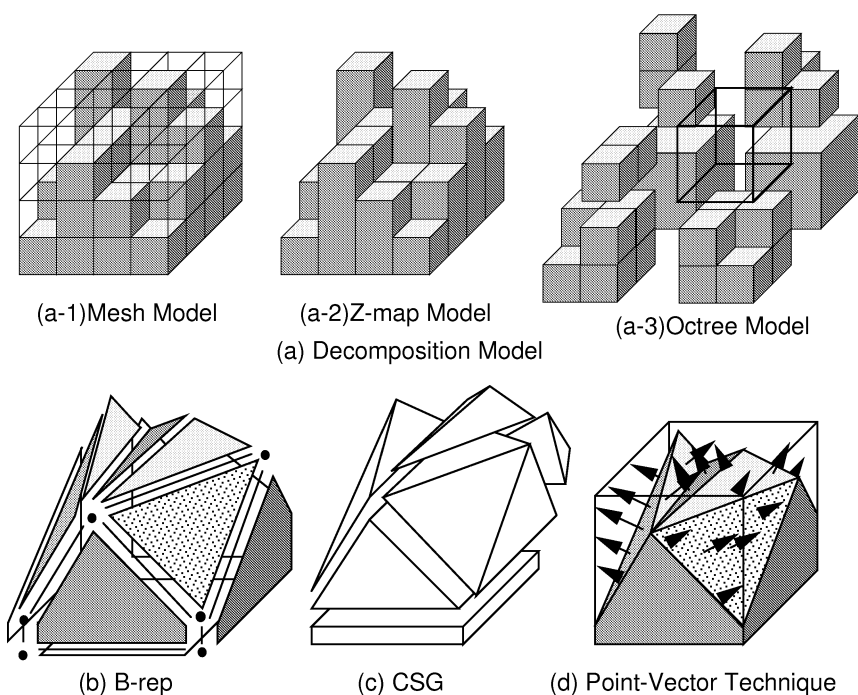 (a-1)Mesh Model
(a-2)Z-map Model
(a-3)Octree Model
(a) Decomposition Model
(b) B-rep
(c) CSG
(d) Point-Vector Technique